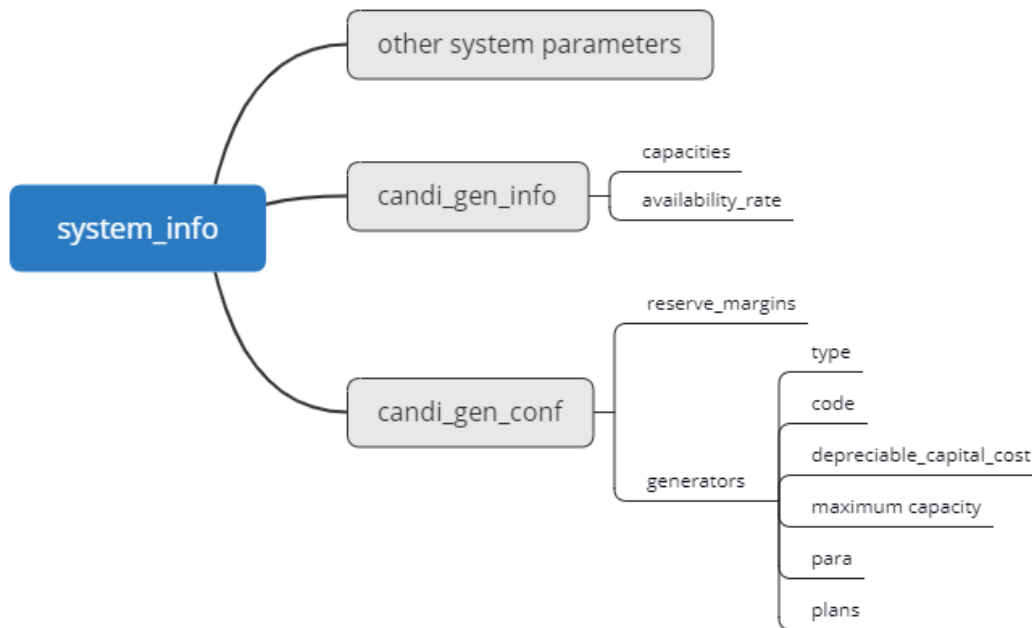 other system parameters
system_info
candi_gen_info
capacities
availability_rate
candi_gen_conf
reserve_margins
generators
type
code
depreciable_capital_cost
maximum capacity
para
plans